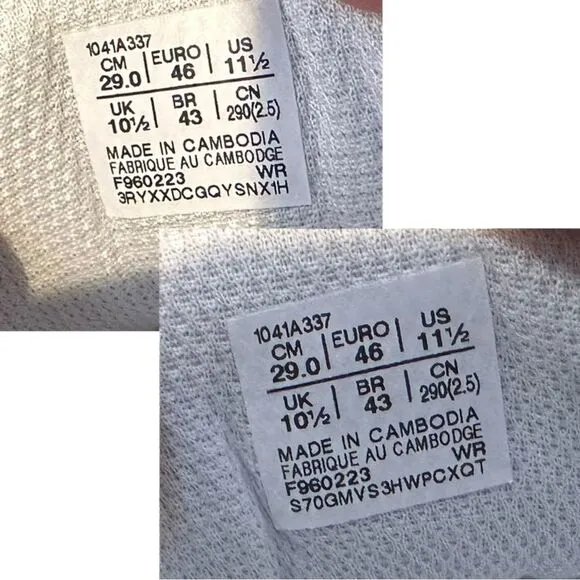 1041A337
CM | EURO | US
29.0 | 46 | 11½
UK | BR | CN
10½ | 43 | 290(2.5)
MADE IN CAMBODIA
FABRIQUE AU CAMBODGE
F960223 WR
3RYXXDCGQYSNX1H
1041A337
CM | EURO | US
29.0 | 46 | 11½
UK | BR | CN
10½ | 43 | 290(2.5)
MADE IN CAMBODIA
FABRIQUE AU CAMBODGE
F960223 WR
S70GMVS3HWPCXQT